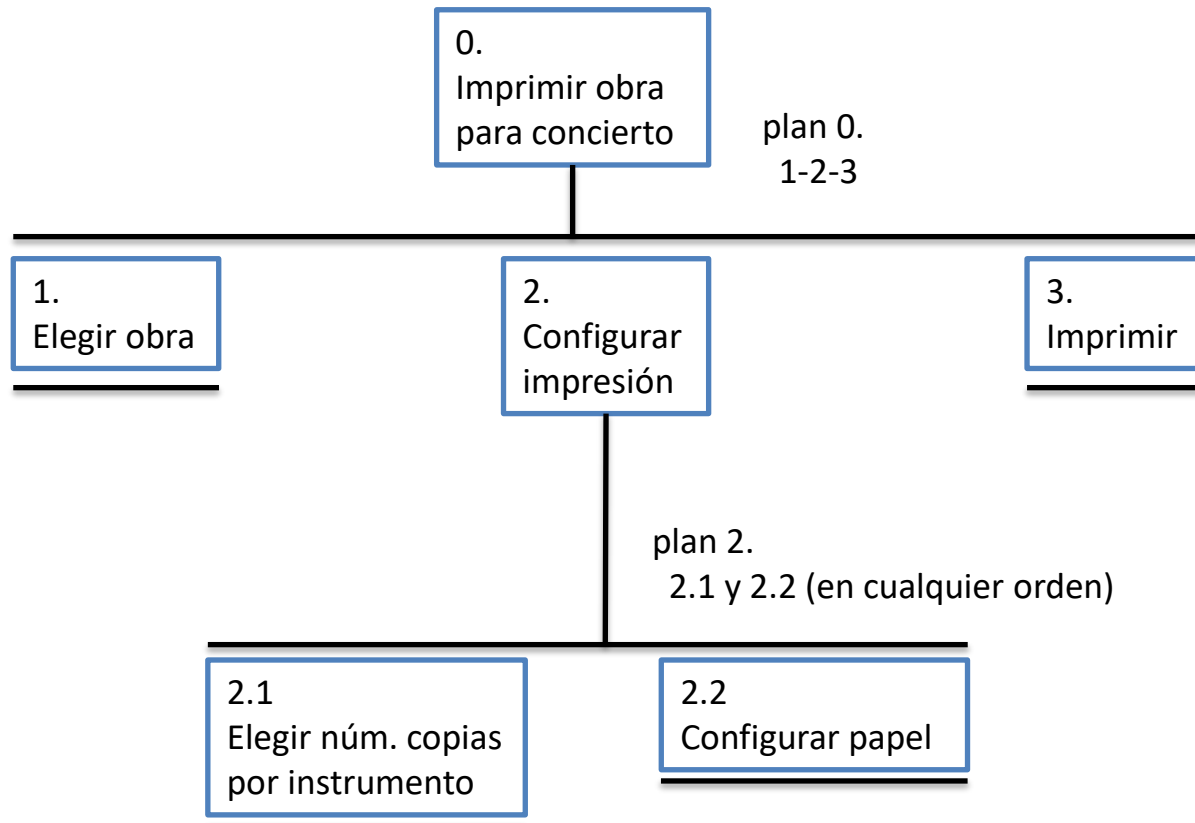 0.
Imprimir obra
para concierto
plan 0.
1-2-3
1.
Elegir obra
2.
Configurar
impresión
3.
Imprimir
plan 2.
2.1 y 2.2 (en cualquier orden)
2.1
Elegir núm. copias
por instrumento
2.2
Configurar papel